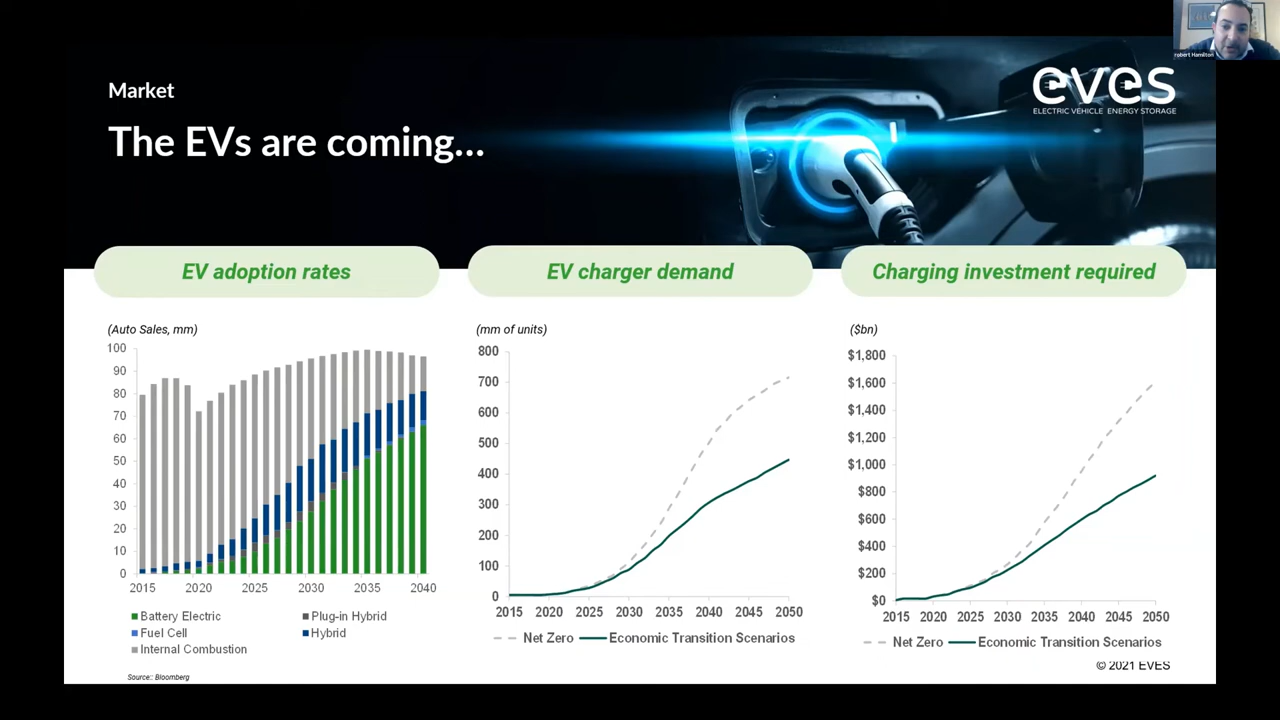 robert Hamilton
Market
eves
The EVs are coming...
ELECTRIC VEHICLE ENERGY STORAGE
EV adoption rates
EV charger demand
Charging investment required
(Auto Sales, mm)
100
90
80
70
60
50
40
30
20
10
0
2015 2020 2025 2030 2035 2040
Battery Electric
Plug-in Hybrid
Fuel Cell
Hybrid
Internal Combustion
Source:: Bloomberg
(mm of units)
800
700
600
500
400
300
200
100
0
2015 2020 2025 2030 2035 2040 2045 2050
Net Zero
Economic Transition Scenarios
($bn)
$1,800
$1,600
$1,400
$1,200
$1,000
$800
$600
$400
$200
$0
2015 2020 2025 2030 2035 2040 2045 2050
Net Zero
Economic Transition Scenarios
© 2021 EVES